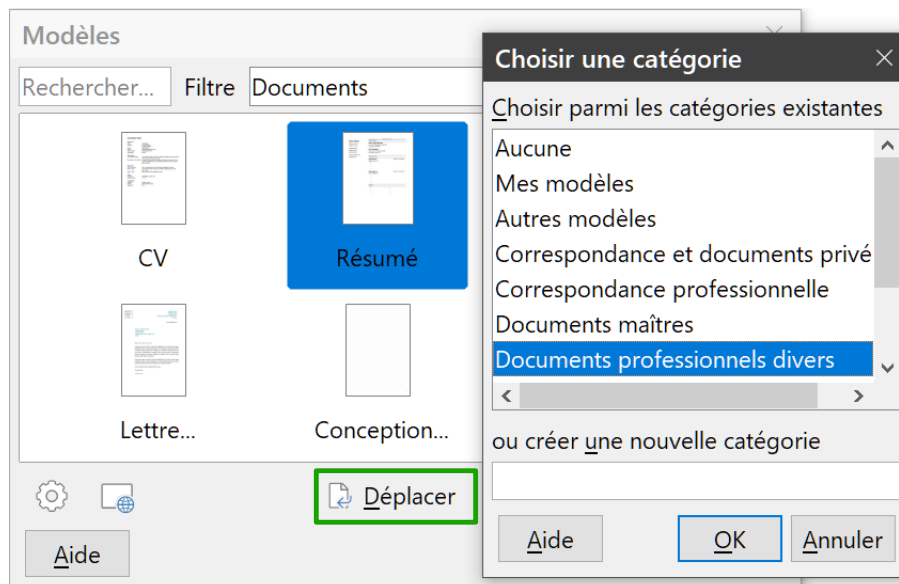 Modèles
Rechercher...
Filtre
Documents
CV
Résumé
Lettre...
Conception...
Déplacer
Aide
Choisir une catégorie
Choisir parmi les catégories existantes
Aucune
Mes modèles
Autres modèles
Correspondance et documents privé
Correspondance professionnelle
Documents maîtres
Documents professionnels divers
ou créer une nouvelle catégorie
Aide
OK
Annuler